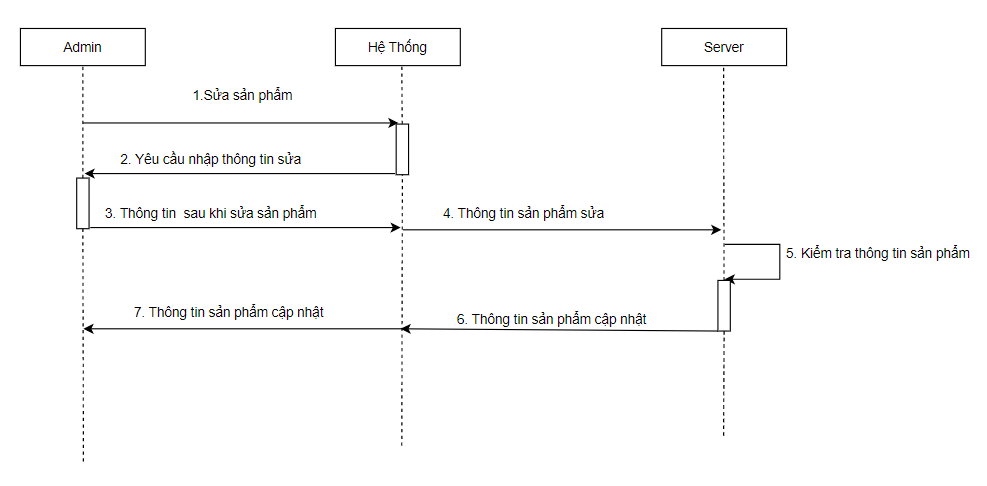 Admin
Hệ Thống
Server
1.Sửa sản phẩm
2. Yêu cầu nhập thông tin sửa
3. Thông tin  sau khi sửa sản phẩm
4. Thông tin sản phẩm sửa
5. Kiểm tra thông tin sản phẩm
7. Thông tin sản phẩm cập nhật
6. Thông tin sản phẩm cập nhật